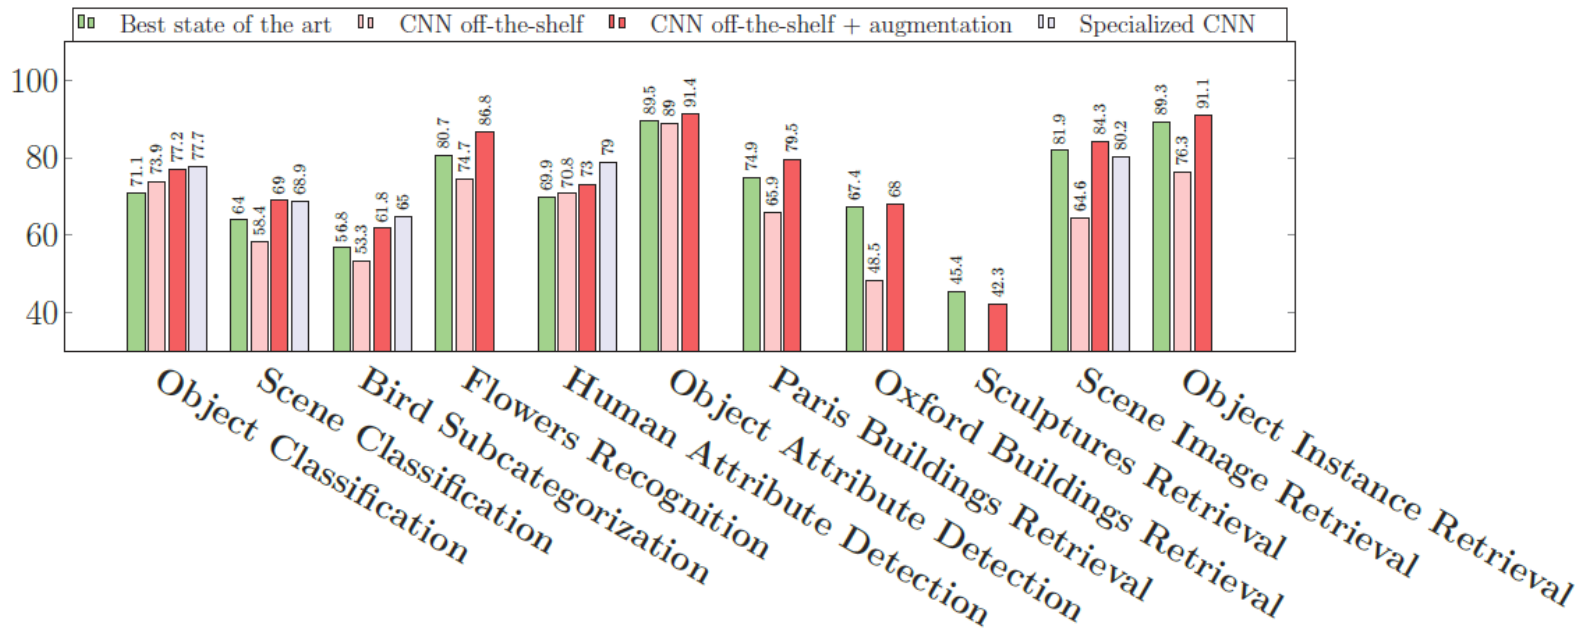 Best state of the art CNN off-the-shelf CNN off-the-shelf + augmentation Specialized CNN
100
80
60
40
71.1 73.9 77.2 77.7
64 58.4 69 68.9
56.8 53.3 61.8 65
80.7 74.7 86.8
69.9 70.8 73 79
89.5 89 91.4
74.9 65.9 79.5
67.4 48.5 68
45.4 42.3
81.9 64.6 84.3 80.2
89.3 76.3 91.1
Object Classification
Scene Classification
Bird Subcategorization
Flowers Recognition
Human Attribute Detection
Object Attribute Detection
Paris Buildings Retrieval
Oxford Buildings Retrieval
Sculptures Retrieval
Scene Image Retrieval
Object Instance Retrieval